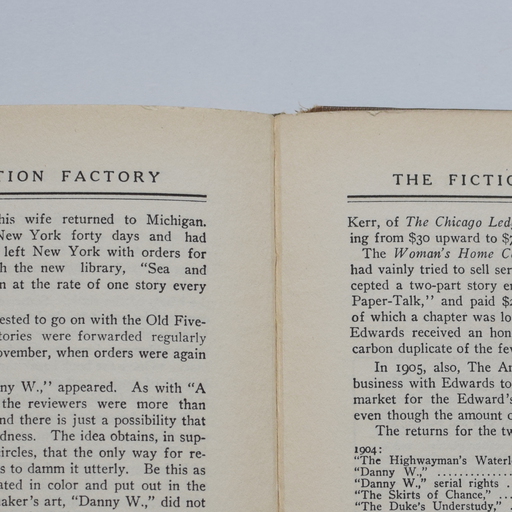 TION FACTORY
his wife returned to Michigan.
New York forty days and had
left New York with orders for
h the new library, "Sea and
n at the rate of one story every
ested to go on with the Old Five-
tories were forwarded regularly
ovember, when orders were again
ny W.," appeared. As with "A
the reviewers were more than
nd there is just a possibility that
dness. The idea obtains, in sup-
ircles, that the only way for re-
s to damm it utterly. Be this as
ated in color and put out in the
aker's art, "Danny W.," did not
THE FICTIO
Kerr, of The Chicago Ledg
ing from $30 upward to $7
The Woman's Home C
had vainly tried to sell ser
cepted a two-part story en
Paper-Talk," and paid $2
of which a chapter was lo
Edwards received an hon
carbon duplicate of the few
In 1905, also, The Ar
business with Edwards to
market for the Edward's
even though the amount o
The returns for the tw
1904:
"The Highwayman's Waterl
"Danny W.," ..............
"Danny W.," serial rights .
"The Skirts of Chance," ...
"The Duke's Understudy," .